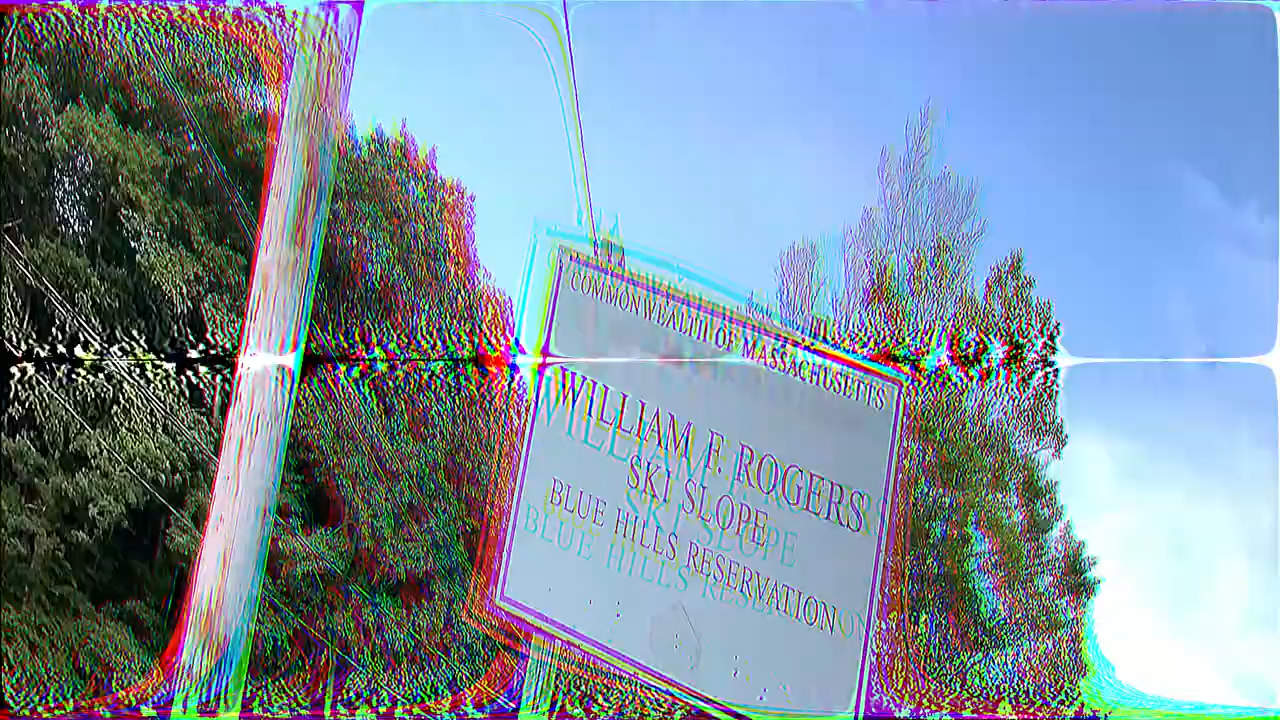 COMMONWEALTH OF MASSACHUSETTS
WILLIAM F. ROGERS
SKI SLOPE
BLUE HILLS RESERVATION